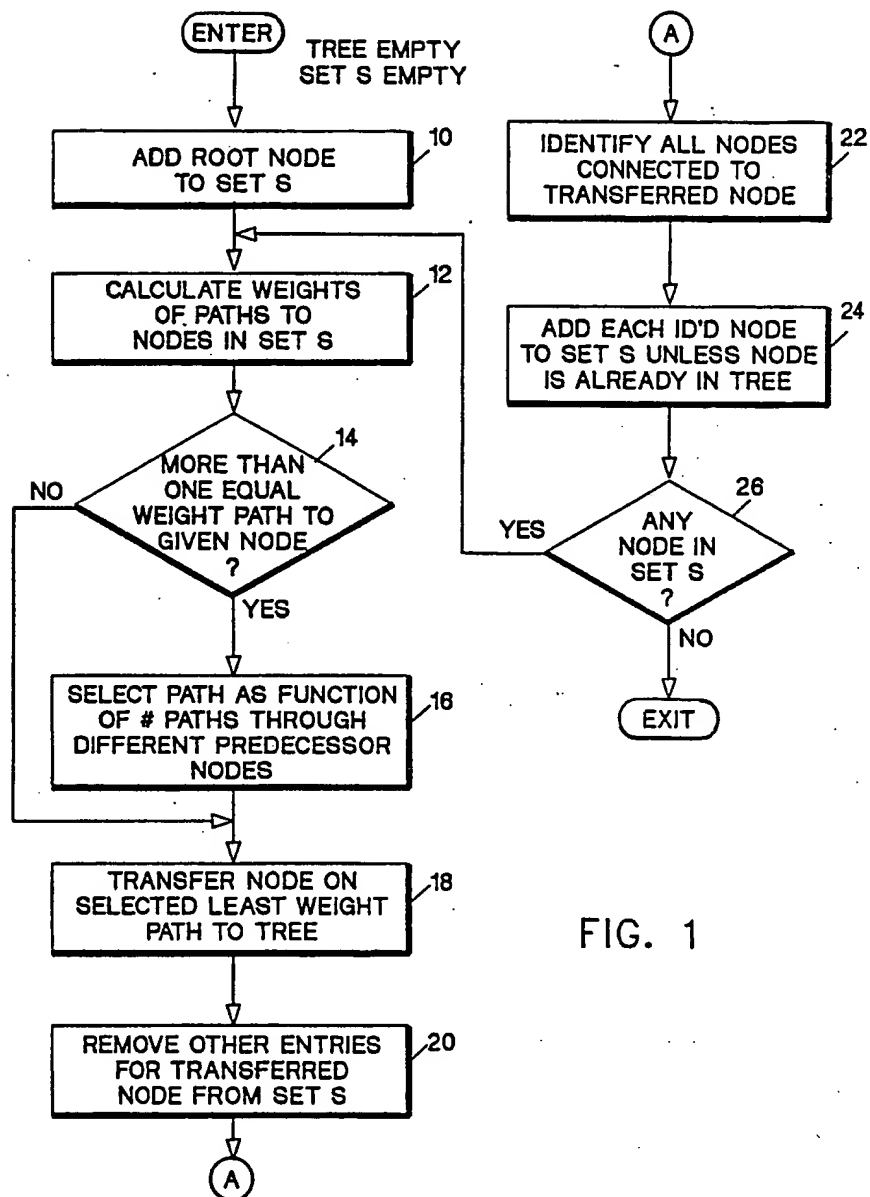 ENTER
TREE EMPTY
SET S EMPTY
10
ADD ROOT NODE
TO SET S
12
CALCULATE WEIGHTS
OF PATHS TO
NODES IN SET S
14
MORE THAN
ONE EQUAL
WEIGHT PATH TO
GIVEN NODE
?
NO
YES
SELECT PATH AS FUNCTION
OF # PATHS THROUGH
DIFFERENT PREDECESSOR
NODES
16
TRANSFER NODE ON
SELECTED LEAST WEIGHT
PATH TO TREE
18
REMOVE OTHER ENTRIES
FOR TRANSFERRED
NODE FROM SET S
20
A
A
IDENTIFY ALL NODES
CONNECTED TO
TRANSFERRED NODE
22
ADD EACH ID'D NODE
TO SET S UNLESS NODE
IS ALREADY IN TREE
24
26
ANY
NODE IN
SET S
?
YES
NO
EXIT
FIG. 1